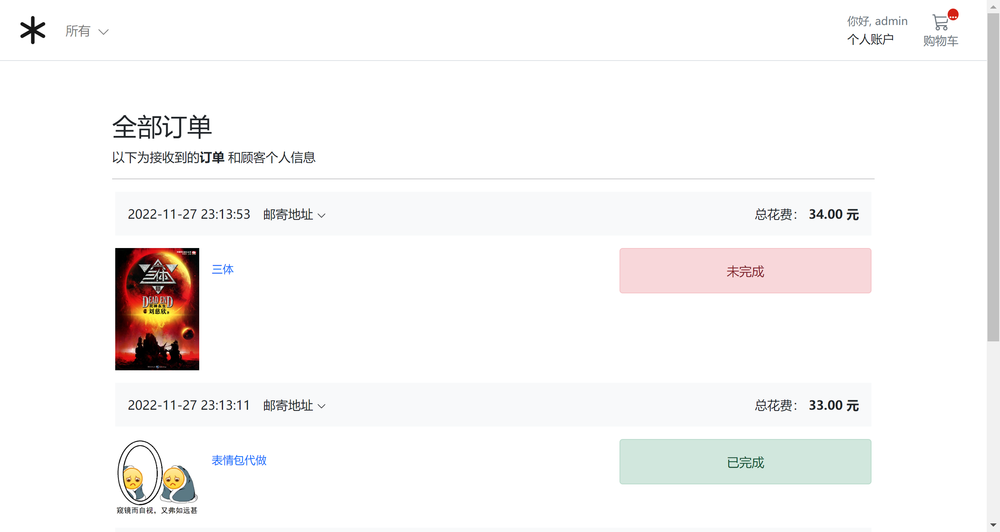 所有
你好, admin
个人账户
购物车
全部订单
以下为接收到的订单 和顾客个人信息
2022-11-27 23:13:53 邮寄地址
总花费： 34.00 元
三体
III
DEAD END
死神永生
刘慈欣 著
三体
未完成
2022-11-27 23:13:11 邮寄地址
总花费： 33.00 元
表情包代做
已完成
窥镜而自视，又弗如远甚